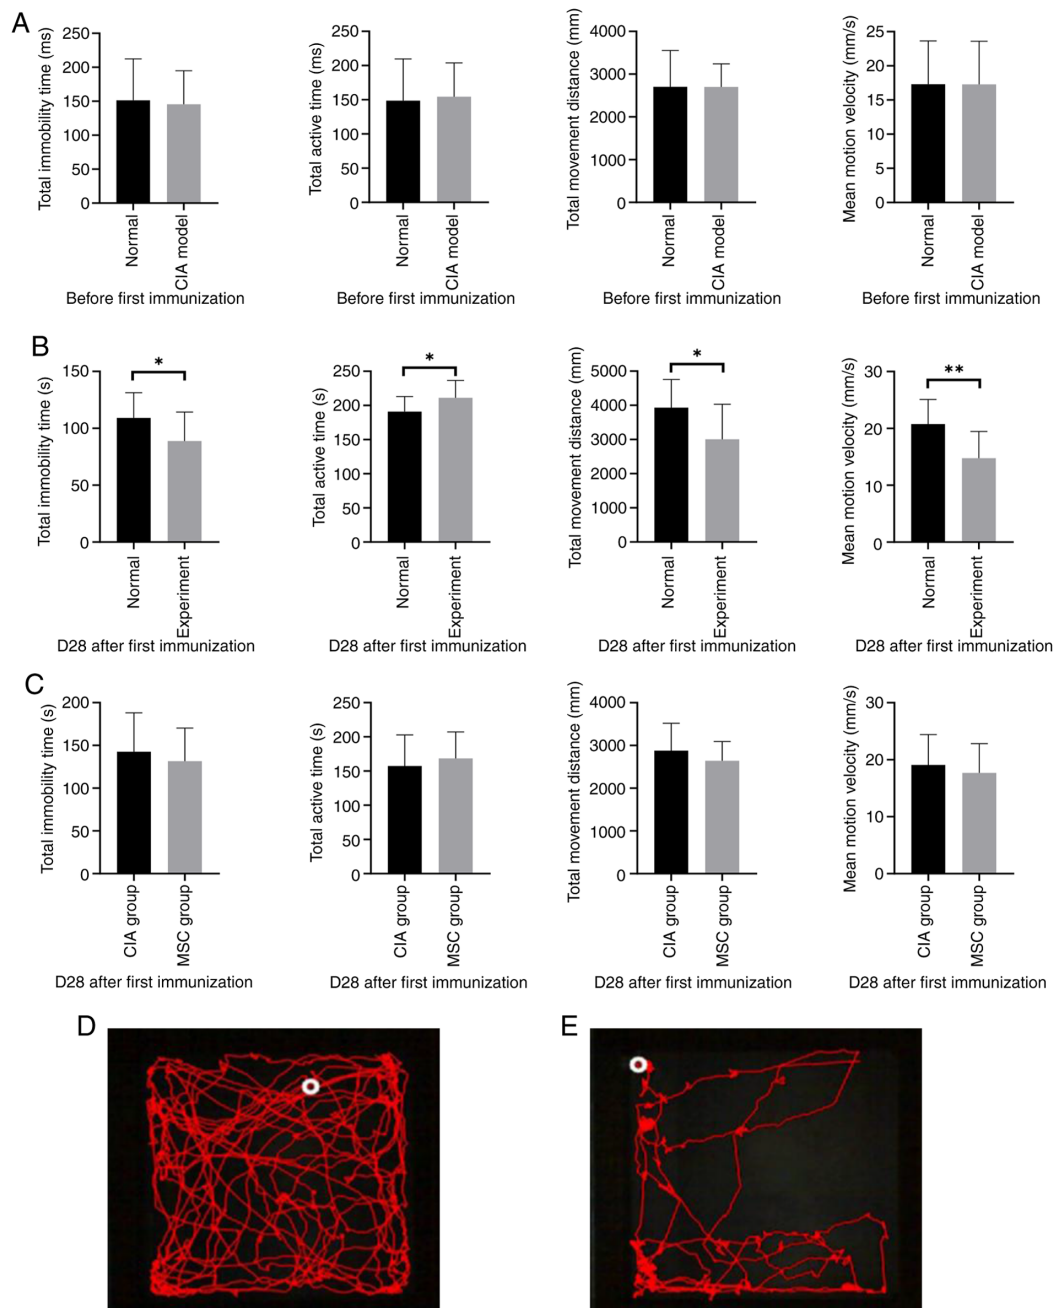 A
Total immobility time (ms)
250
200
150
100
50
0
Normal
CIA model
Before first immunization
Total active time (ms)
250
200
150
100
50
0
Normal
CIA model
Before first immunization
Total movement distance (mm)
4000
3000
2000
1000
0
Normal
CIA model
Before first immunization
Mean motion velocity (mm/s)
25
20
15
10
5
0
Normal
CIA model
Before first immunization
B
Total immobility time (s)
150
100
50
0
*
Normal
Experiment
D28 after first immunization
Total active time (s)
250
200
150
100
50
0
*
Normal
Experiment
D28 after first immunization
Total movement distance (mm)
5000
4000
3000
2000
1000
0
*
Normal
Experiment
D28 after first immunization
Mean motion velocity (mm/s)
30
20
10
0
**
Normal
Experiment
D28 after first immunization
C
Total immobility time (s)
200
150
100
50
0
CIA group
MSC group
D28 after first immunization
Total active time (s)
250
200
150
100
50
0
CIA group
MSC group
D28 after first immunization
Total movement distance (mm)
4000
3000
2000
1000
0
CIA group
MSC group
D28 after first immunization
Mean motion velocity (mm/s)
30
20
10
0
CIA group
MSC group
D28 after first immunization
D
E